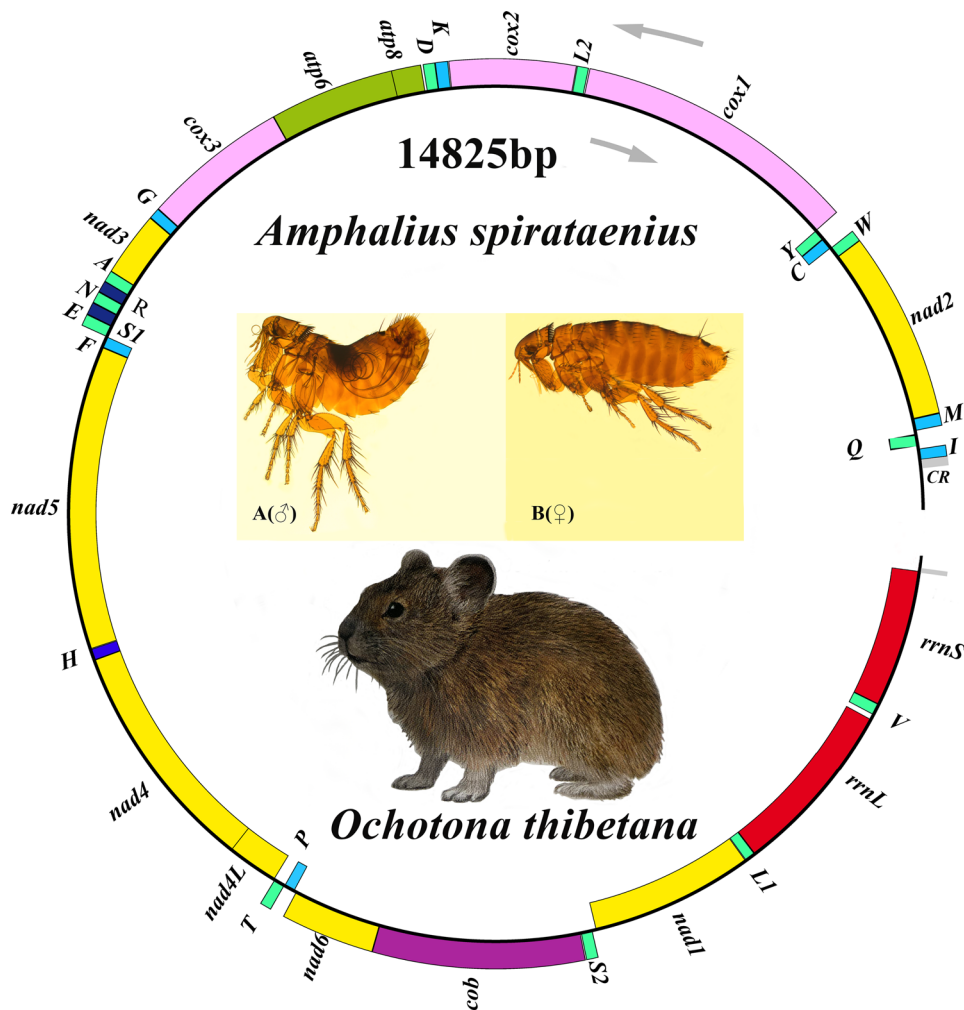 K
D
cox2
L2
atp8
atp6
cox1
cox3
14825bp
G
nad3
Amphalius spirataenius
W
Y
C
A
N
R
E
S1
F
nad2
♂
M
Q
I
CR
nad5
A(♂)
B(♀)
rrnS
H
V
nad4
rrnL
Ochotona thibetana
P
nad4L
L1
T
nad6
nad1
S2
cob